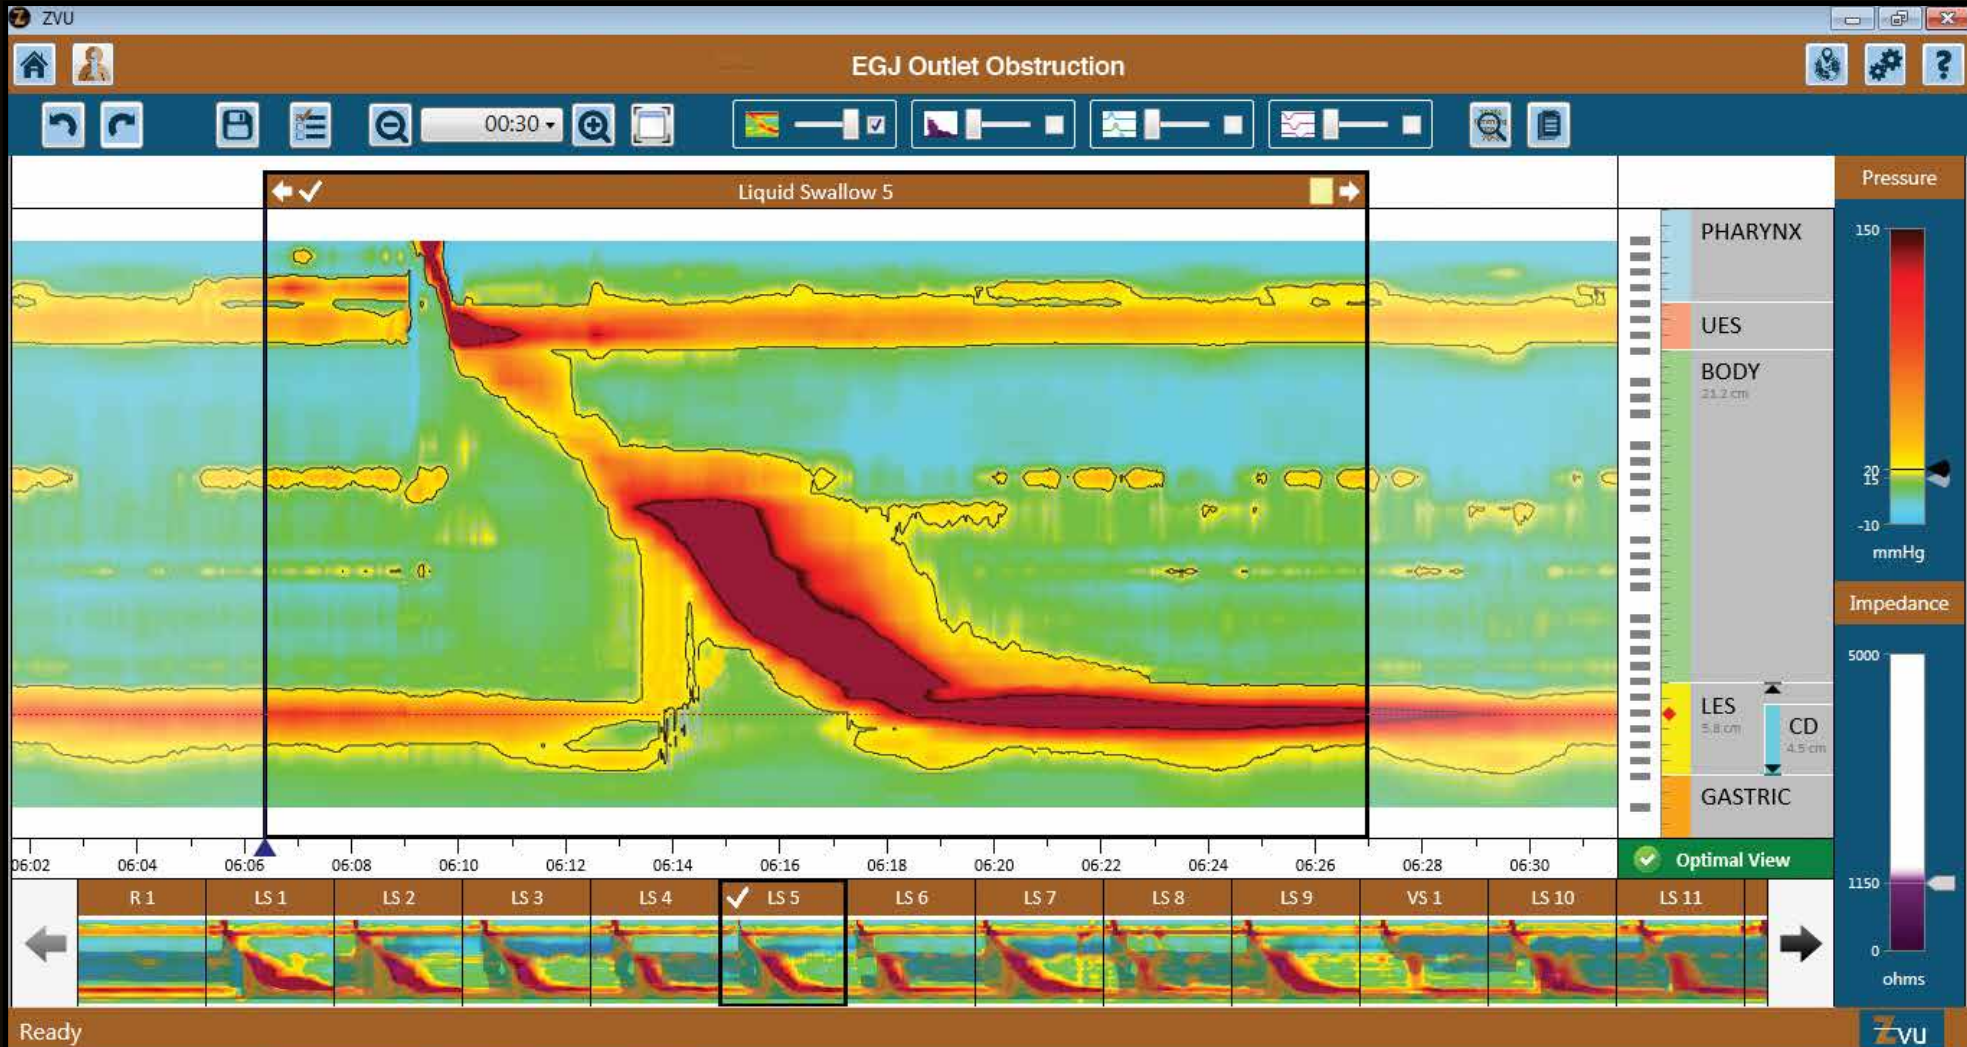 ZVU
EGJ Outlet Obstruction
00:30
Liquid Swallow 5
Pressure
150
20
15
-10
mmHg
PHARYNX
UES
BODY
21.2 cm
LES
5.8 cm
CD
4.5 cm
GASTRIC
Impedance
5000
1150
0
ohms
06:02 06:04 06:06 06:08 06:10 06:12 06:14 06:16 06:18 06:20 06:22 06:24 06:26 06:28 06:30
Optimal View
R 1 LS 1 LS 2 LS 3 LS 4 LS 5 LS 6 LS 7 LS 8 LS 9 VS 1 LS 10 LS 11
Ready
ZVU